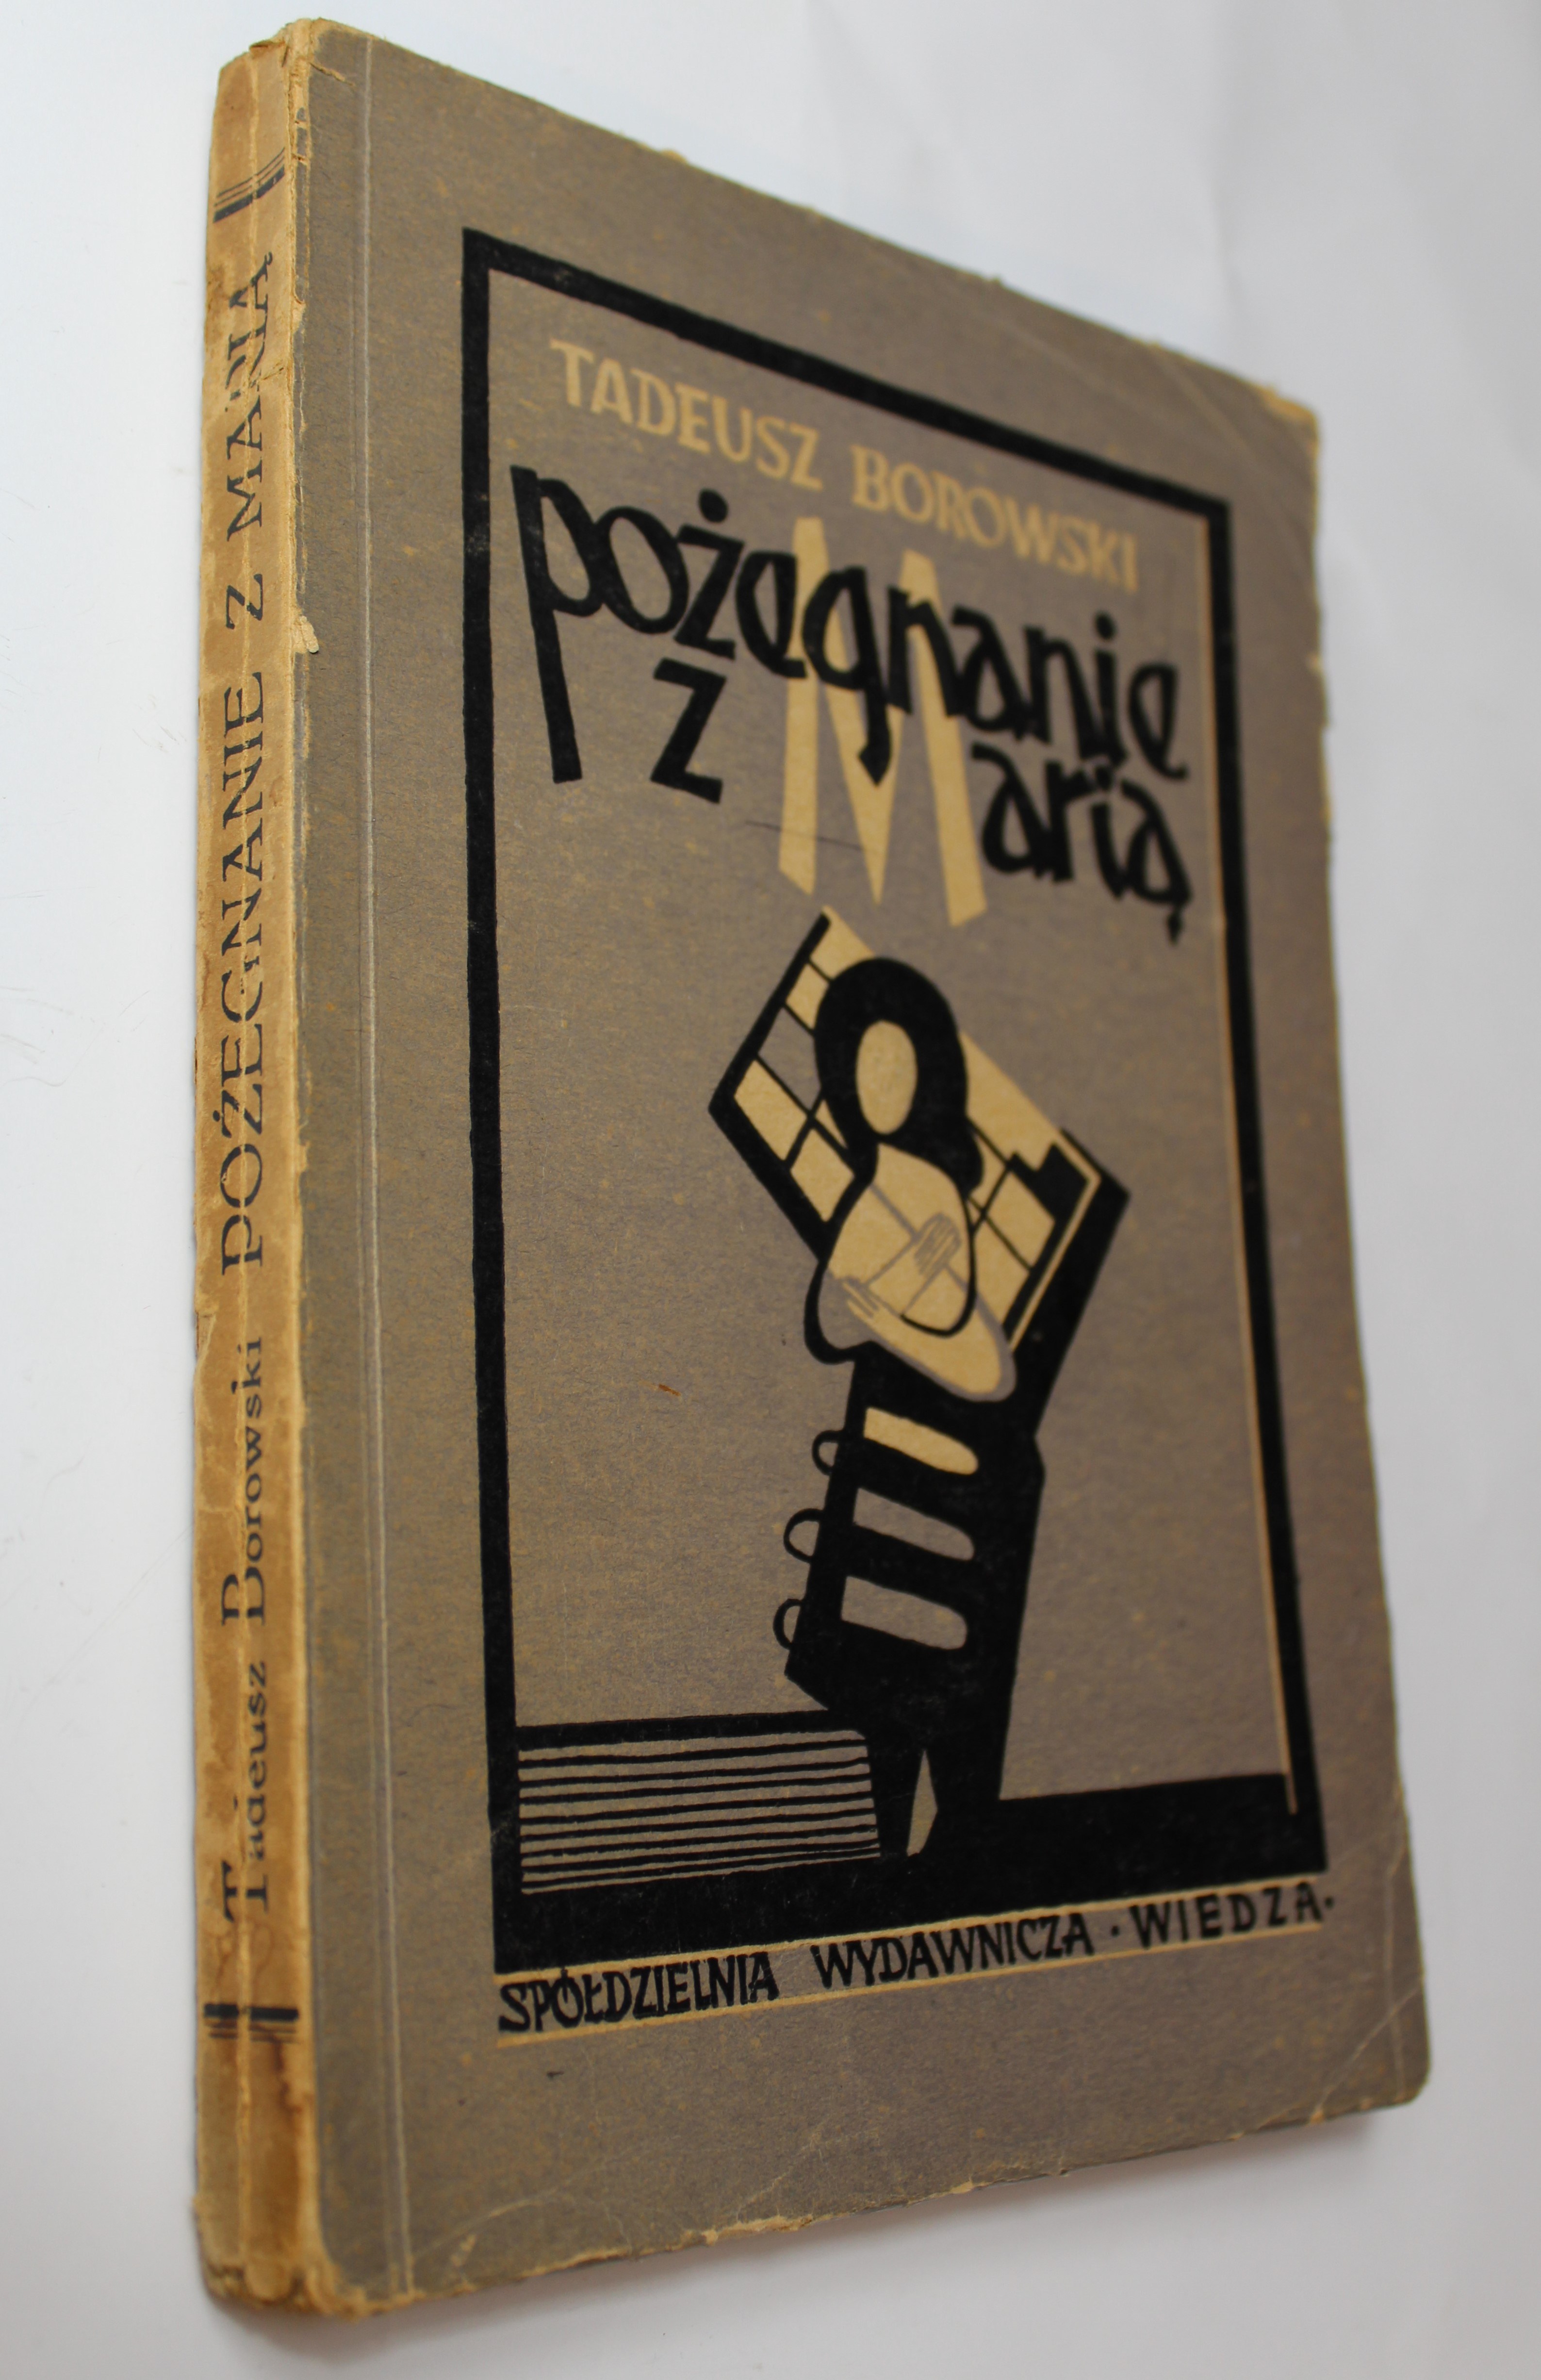 Tadeusz Borowski POŻEGNANIE Z MARIĄ
TADEUSZ BOROWSKI
pożegnanie
z Marią
SPÓŁDZIELNIA WYDAWNICZA • WIEDZA •